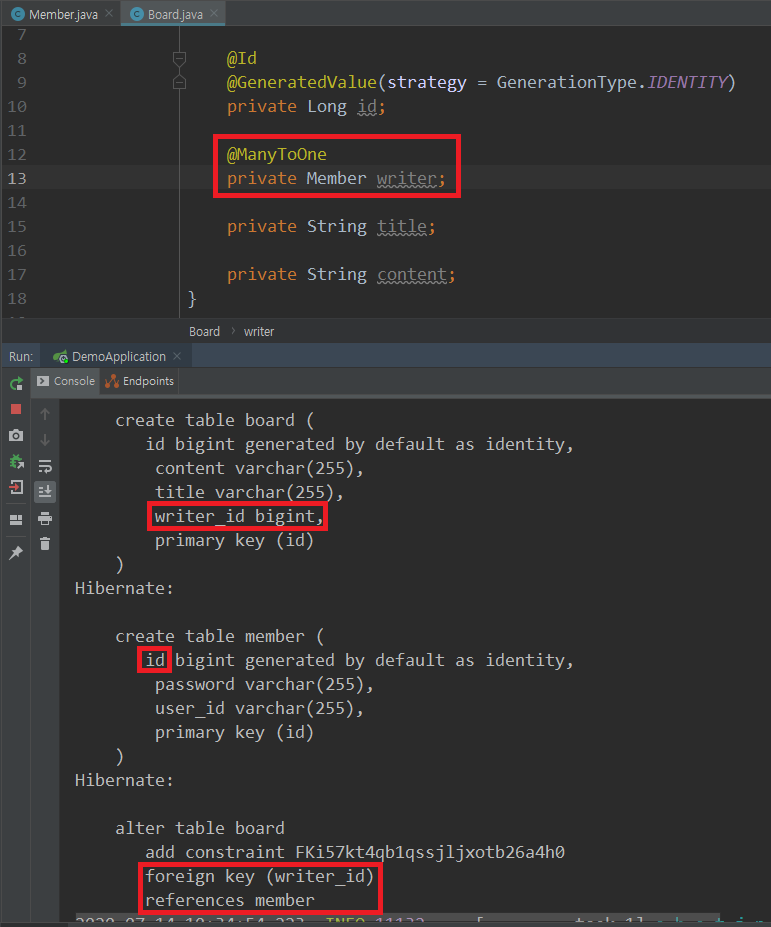 Member.java Board.java
7
8 @Id
9 @GeneratedValue(strategy = GenerationType.IDENTITY)
10 private Long id;
11
12 @ManyToOne
13 private Member writer;
14
15 private String title;
16
17 private String content;
18 }
Board writer
Run: DemoApplication
Console Endpoints
create table board (
id bigint generated by default as identity,
content varchar(255),
title varchar(255),
writer_id bigint,
primary key (id)
)
Hibernate:
create table member (
id bigint generated by default as identity,
password varchar(255),
user_id varchar(255),
primary key (id)
)
Hibernate:
alter table board
add constraint FKi57kt4qb1qssjljxotb26a4h0
foreign key (writer_id)
references member